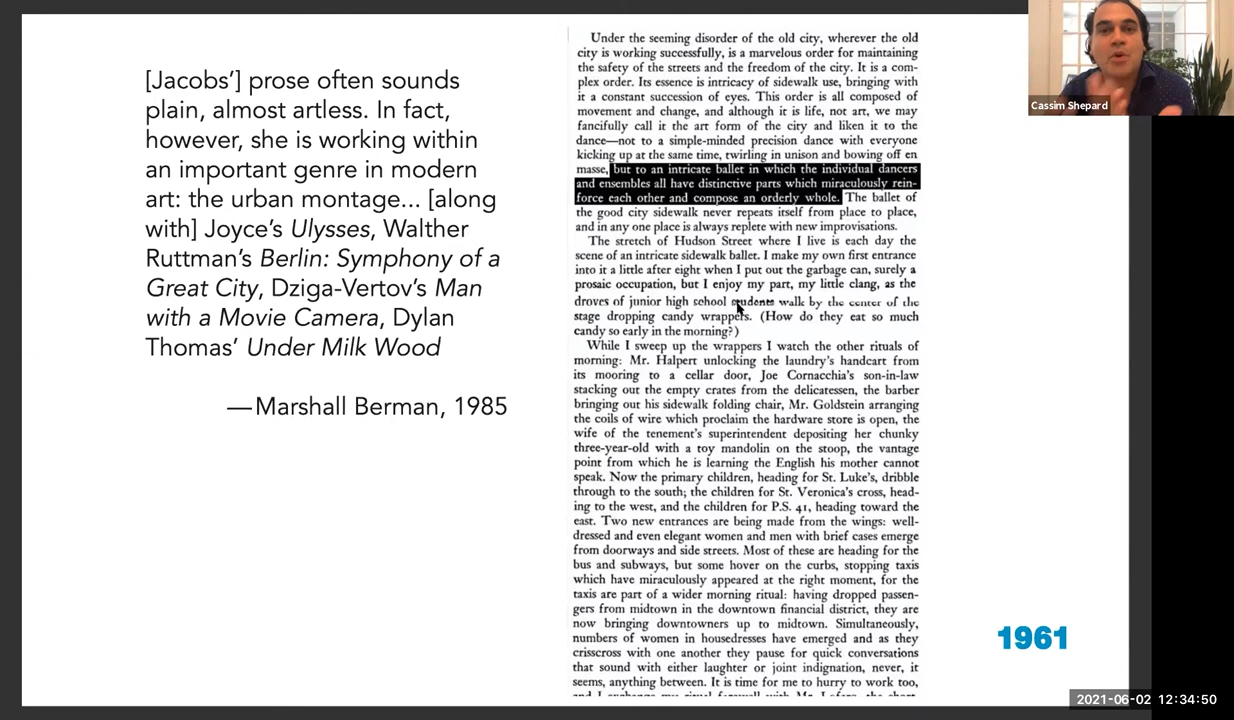 [Jacobs’] prose often sounds
plain, almost artless. In fact,
however, she is working within
an important genre in modern
art: the urban montage... [along
with] Joyce’s Ulysses, Walther
Ruttman’s Berlin: Symphony of a
Great City, Dziga-Vertov’s Man
with a Movie Camera, Dylan
Thomas’ Under Milk Wood
—Marshall Berman, 1985
Under the seeming disorder of the old city, wherever the old
city is working successfully, is a marvelous order for maintaining
the safety of the streets and the freedom of the city. It is a com-
plex order. Its essence is intricacy of sidewalk use, bringing with
it a constant succession of eyes. This order is all composed of
movement and change, and although it is life, not art, we may
fancifully call it the art form of the city and liken it to the
dance—not to a simple-minded precision dance with everyone
kicking up at the same time, twirling in unison and bowing off en
masse, but to an intricate ballet in which the individual dancers
and ensembles all have distinctive parts which miraculously rein-
force each other and compose an orderly whole. The ballet of
the good city sidewalk never repeats itself from place to place,
and in any one place is always replete with new improvisations.
The stretch of Hudson Street where I live is each day the
scene of an intricate sidewalk ballet. I make my own first entrance
into it a little after eight when I put out the garbage can, surely a
prosaic occupation, but I enjoy my part, my little clang, as the
droves of junior high school students walk by the center of the
stage dropping candy wrappers. (How do they eat so much
candy so early in the morning?)
While I sweep up the wrappers I watch the other rituals of
morning: Mr. Halpert unlocking the laundry’s handcart from
its mooring to a cellar door, Joe Cornacchia’s son-in-law
stacking out the empty crates from the delicatessen, the barber
bringing out his sidewalk folding chair, Mr. Goldstein arranging
the coils of wire which proclaim the hardware store is open, the
wife of the tenement’s superintendent depositing her chunky
three-year-old with a toy mandolin on the stoop, the vantage
point from which he is learning the English his mother cannot
speak. Now the primary children, heading for St. Luke’s, dribble
through to the south; the children for St. Veronica’s cross, head-
ing to the west, and the children for P.S. 41, heading toward the
east. Two new entrances are being made from the wings: well-
dressed and even elegant women and men with brief cases emerge
from doorways and side streets. Most of these are heading for the
bus and subways, but some hover on the curbs, stopping taxis
which have miraculously appeared at the right moment, for the
taxis are part of a wider morning ritual: having dropped passen-
gers from midtown in the downtown financial district, they are
now bringing downtowners up to midtown. Simultaneously,
numbers of women in housedresses have emerged and as they
crisscross with one another they pause for quick conversations
that sound with either laughter or joint indignation, never, it
seems, anything between. It is time for me to hurry to work too,
1961
Cassim Shepard
2021-06-02 12:34:50